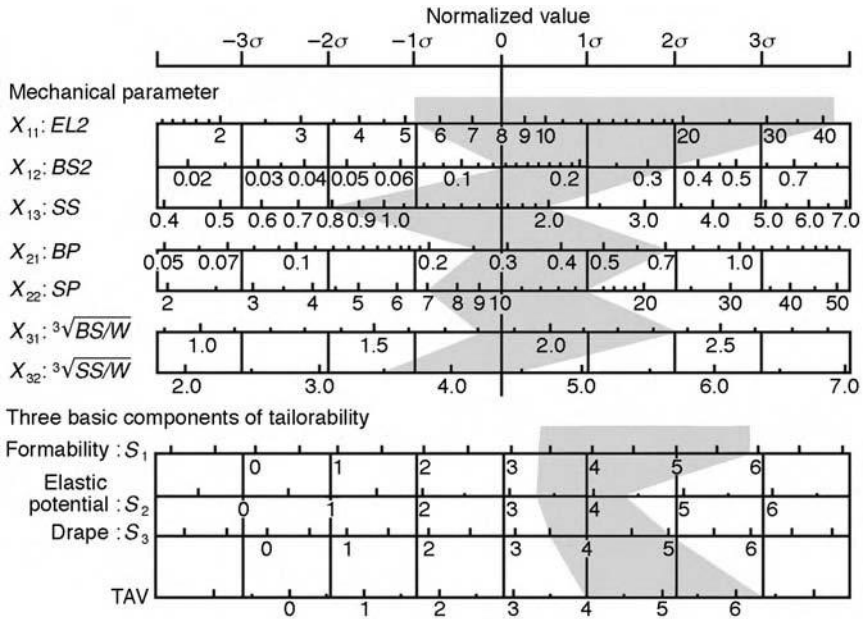 Normalized value
−3σ −2σ −1σ 0 1σ 2σ 3σ
Mechanical parameter
X11: EL2
2 3 4 5 6 7 8 9 10 20 30 40
X12: BS2
0.02 0.03 0.04 0.05 0.06 0.1 0.2 0.3 0.4 0.5 0.7
X13: SS
0.4 0.5 0.6 0.7 0.8 0.9 1.0 2.0 3.0 4.0 5.0 6.0 7.0
X21: BP
0.05 0.07 0.1 0.2 0.3 0.4 0.5 0.7 1.0
X22: SP
2 3 4 5 6 7 8 9 10 20 30 40 50
X31: ³√BS/W
1.0 1.5 2.0 2.5
X32: ³√SS/W
2.0 3.0 4.0 5.0 6.0 7.0
Three basic components of tailorability
Formability : S1
0 1 2 3 4 5 6
Elastic
potential : S2
0 1 2 3 4 5 6
Drape : S3
0 1 2 3 4 5 6
TAV
0 1 2 3 4 5 6